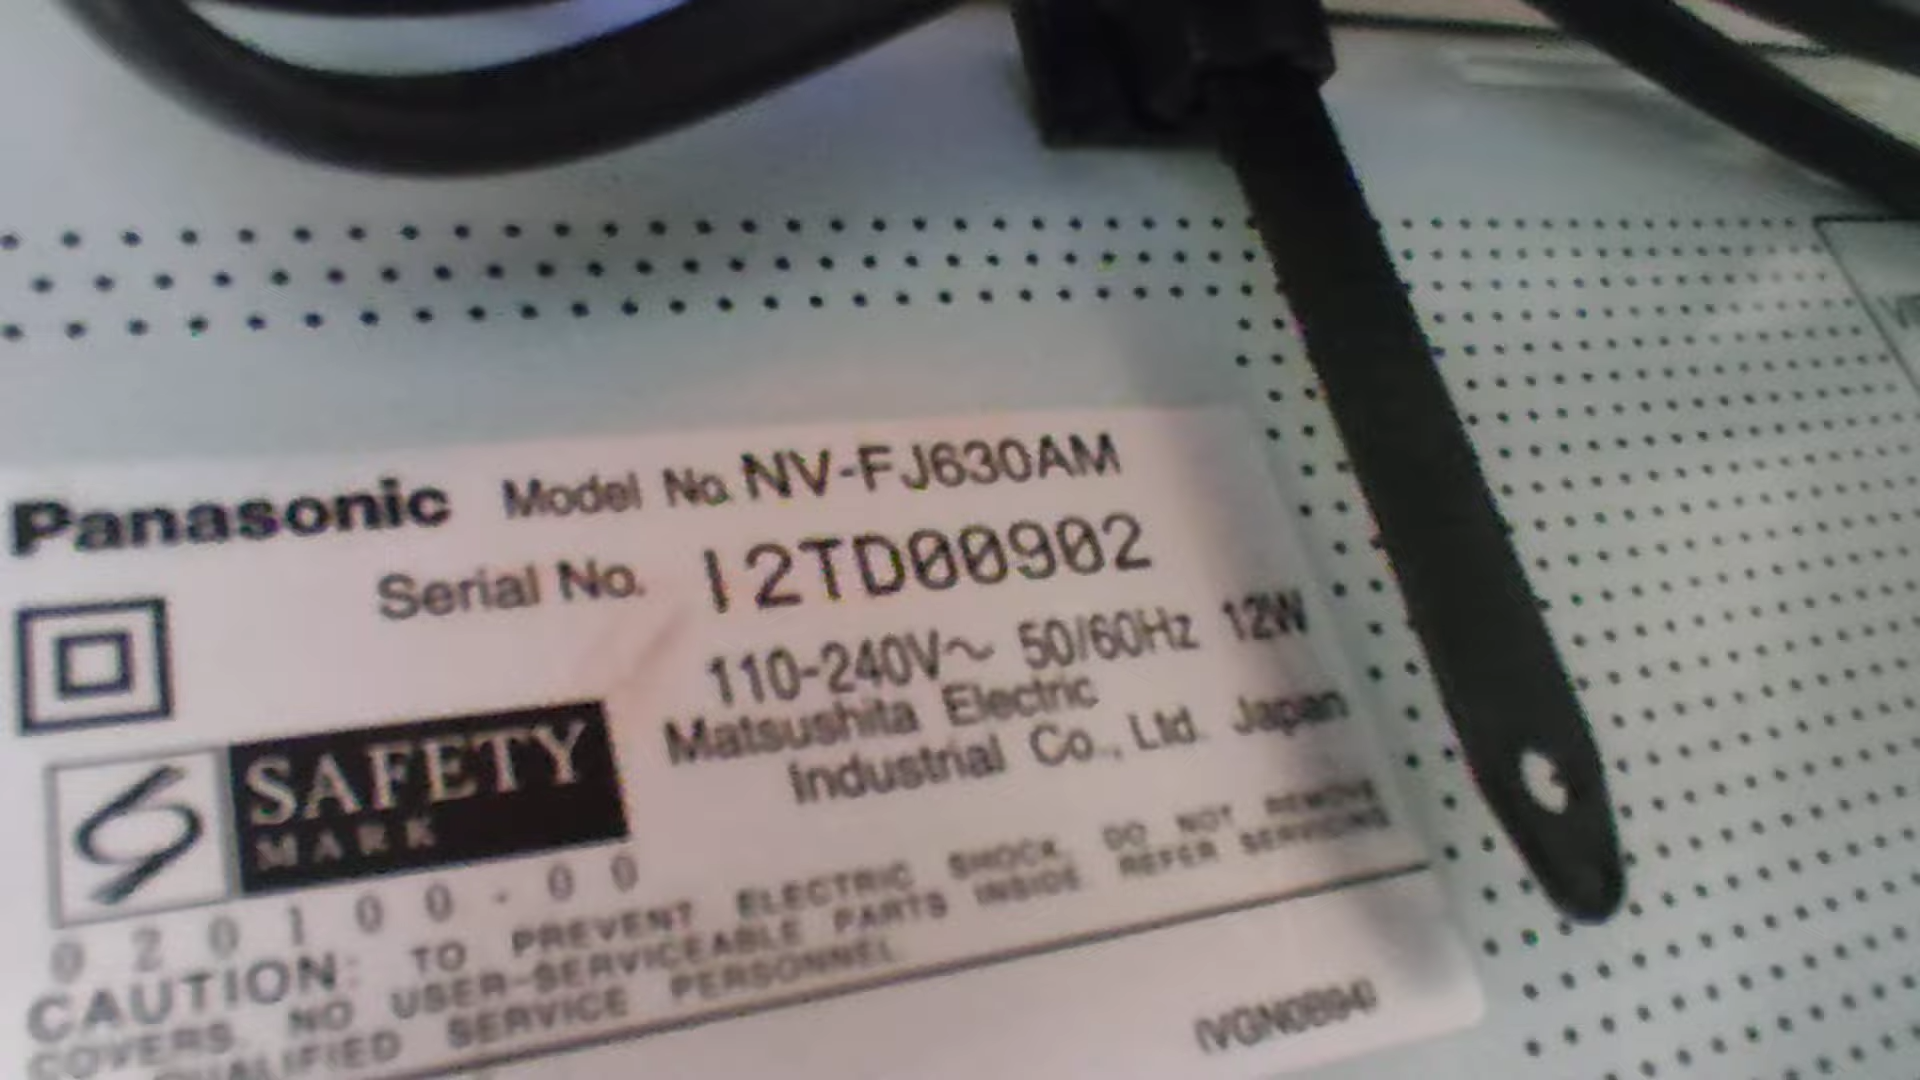 Panasonic Model No. NV-FJ630AM
Serial No. 12TD00902
110-240V~ 50/60Hz 12W
Matsushita Electric
Industrial Co., Ltd. Japan
SAFETY
MARK
020100-00
CAUTION: TO PREVENT ELECTRIC SHOCK, DO NOT REMOVE
COVERS. NO USER-SERVICEABLE PARTS INSIDE. REFER SERVICING
QUALIFIED SERVICE PERSONNEL
(VGN0B94)